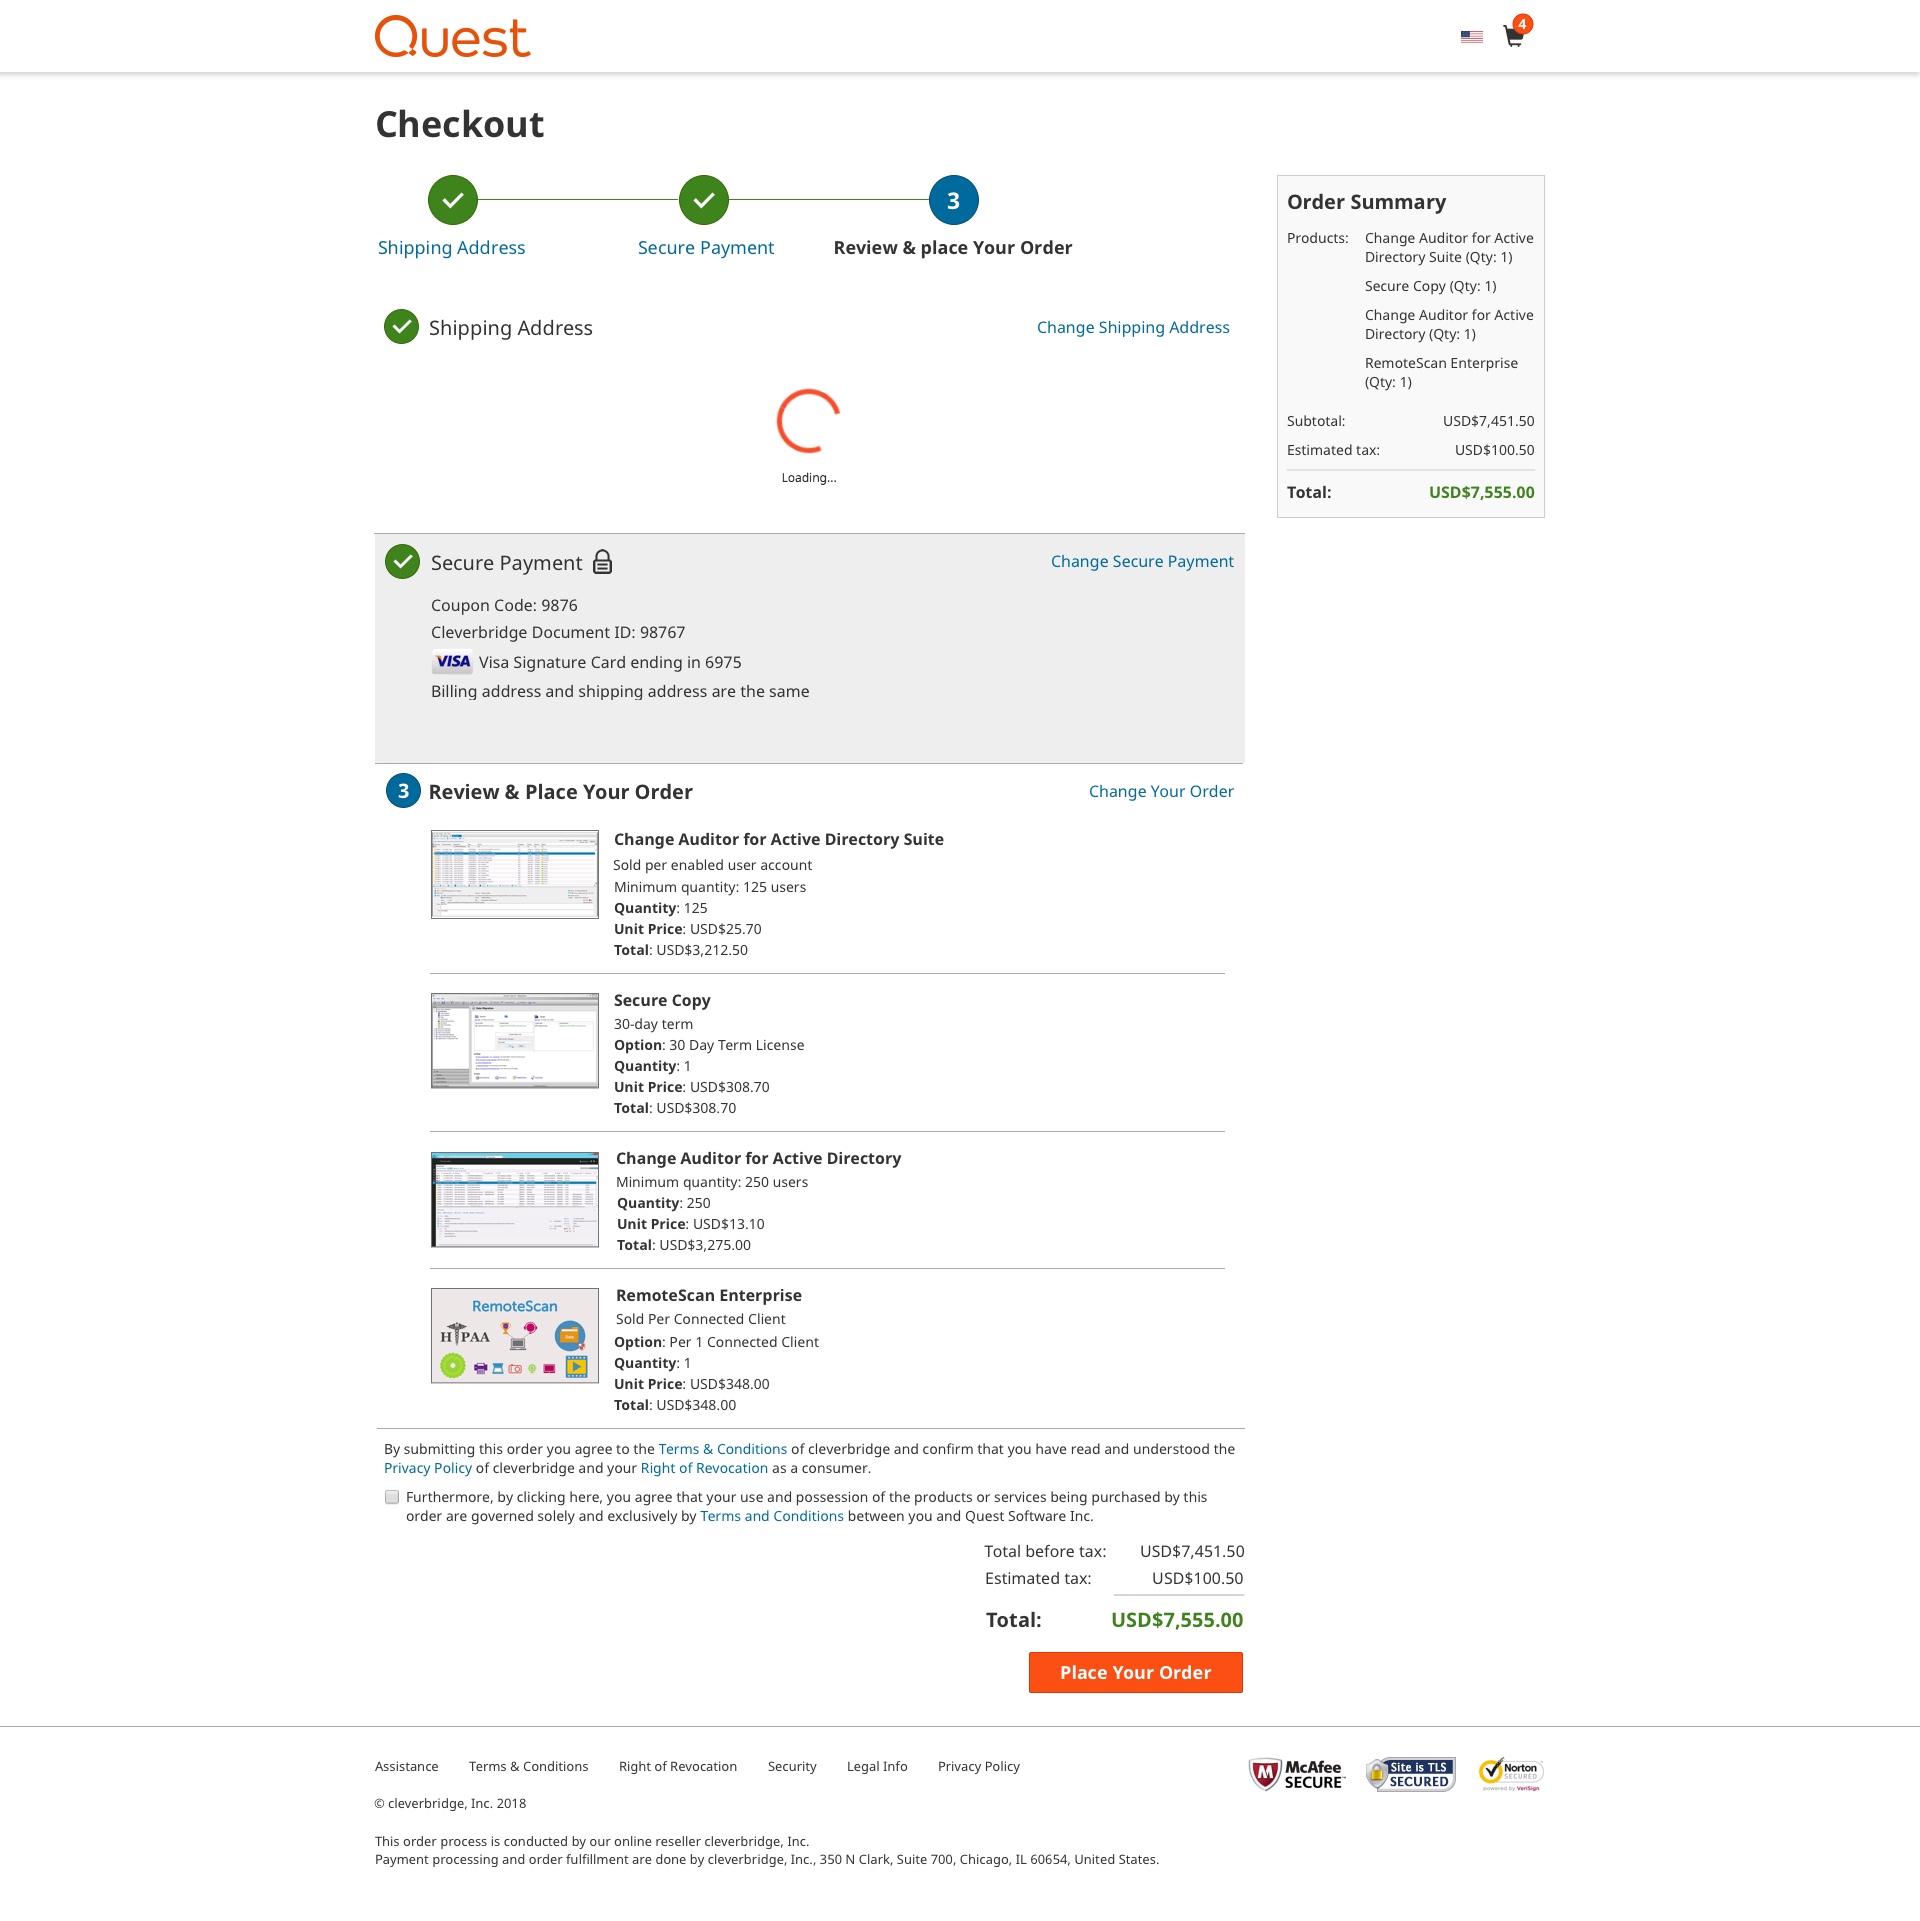 Quest
4
Checkout
3
Shipping Address
Secure Payment
Review & place Your Order
Shipping Address
Change Shipping Address
Loading...
Order Summary
Products:
Change Auditor for Active
Directory Suite (Qty: 1)
Secure Copy (Qty: 1)
Change Auditor for Active
Directory (Qty: 1)
RemoteScan Enterprise
(Qty: 1)
Subtotal: USD$7,451.50
Estimated tax: USD$100.50
Total: USD$7,555.00
Secure Payment
Change Secure Payment
Coupon Code: 9876
Cleverbridge Document ID: 98767
VISA Visa Signature Card ending in 6975
Billing address and shipping address are the same
3 Review & Place Your Order
Change Your Order
Change Auditor for Active Directory Suite
Sold per enabled user account
Minimum quantity: 125 users
Quantity: 125
Unit Price: USD$25.70
Total: USD$3,212.50
Secure Copy
30-day term
Option: 30 Day Term License
Quantity: 1
Unit Price: USD$308.70
Total: USD$308.70
Change Auditor for Active Directory
Minimum quantity: 250 users
Quantity: 250
Unit Price: USD$13.10
Total: USD$3,275.00
RemoteScan
HIPAA
RemoteScan Enterprise
Sold Per Connected Client
Option: Per 1 Connected Client
Quantity: 1
Unit Price: USD$348.00
Total: USD$348.00
By submitting this order you agree to the Terms & Conditions of cleverbridge and confirm that you have read and understood the
Privacy Policy of cleverbridge and your Right of Revocation as a consumer.
Furthermore, by clicking here, you agree that your use and possession of the products or services being purchased by this
order are governed solely and exclusively by Terms and Conditions between you and Quest Software Inc.
Total before tax: USD$7,451.50
Estimated tax: USD$100.50
Total: USD$7,555.00
Place Your Order
Assistance
Terms & Conditions
Right of Revocation
Security
Legal Info
Privacy Policy
McAfee
SECURE
Site is TLS
SECURED
Norton
SECURED
powered by VeriSign
© cleverbridge, Inc. 2018
This order process is conducted by our online reseller cleverbridge, Inc.
Payment processing and order fulfillment are done by cleverbridge, Inc., 350 N Clark, Suite 700, Chicago, IL 60654, United States.